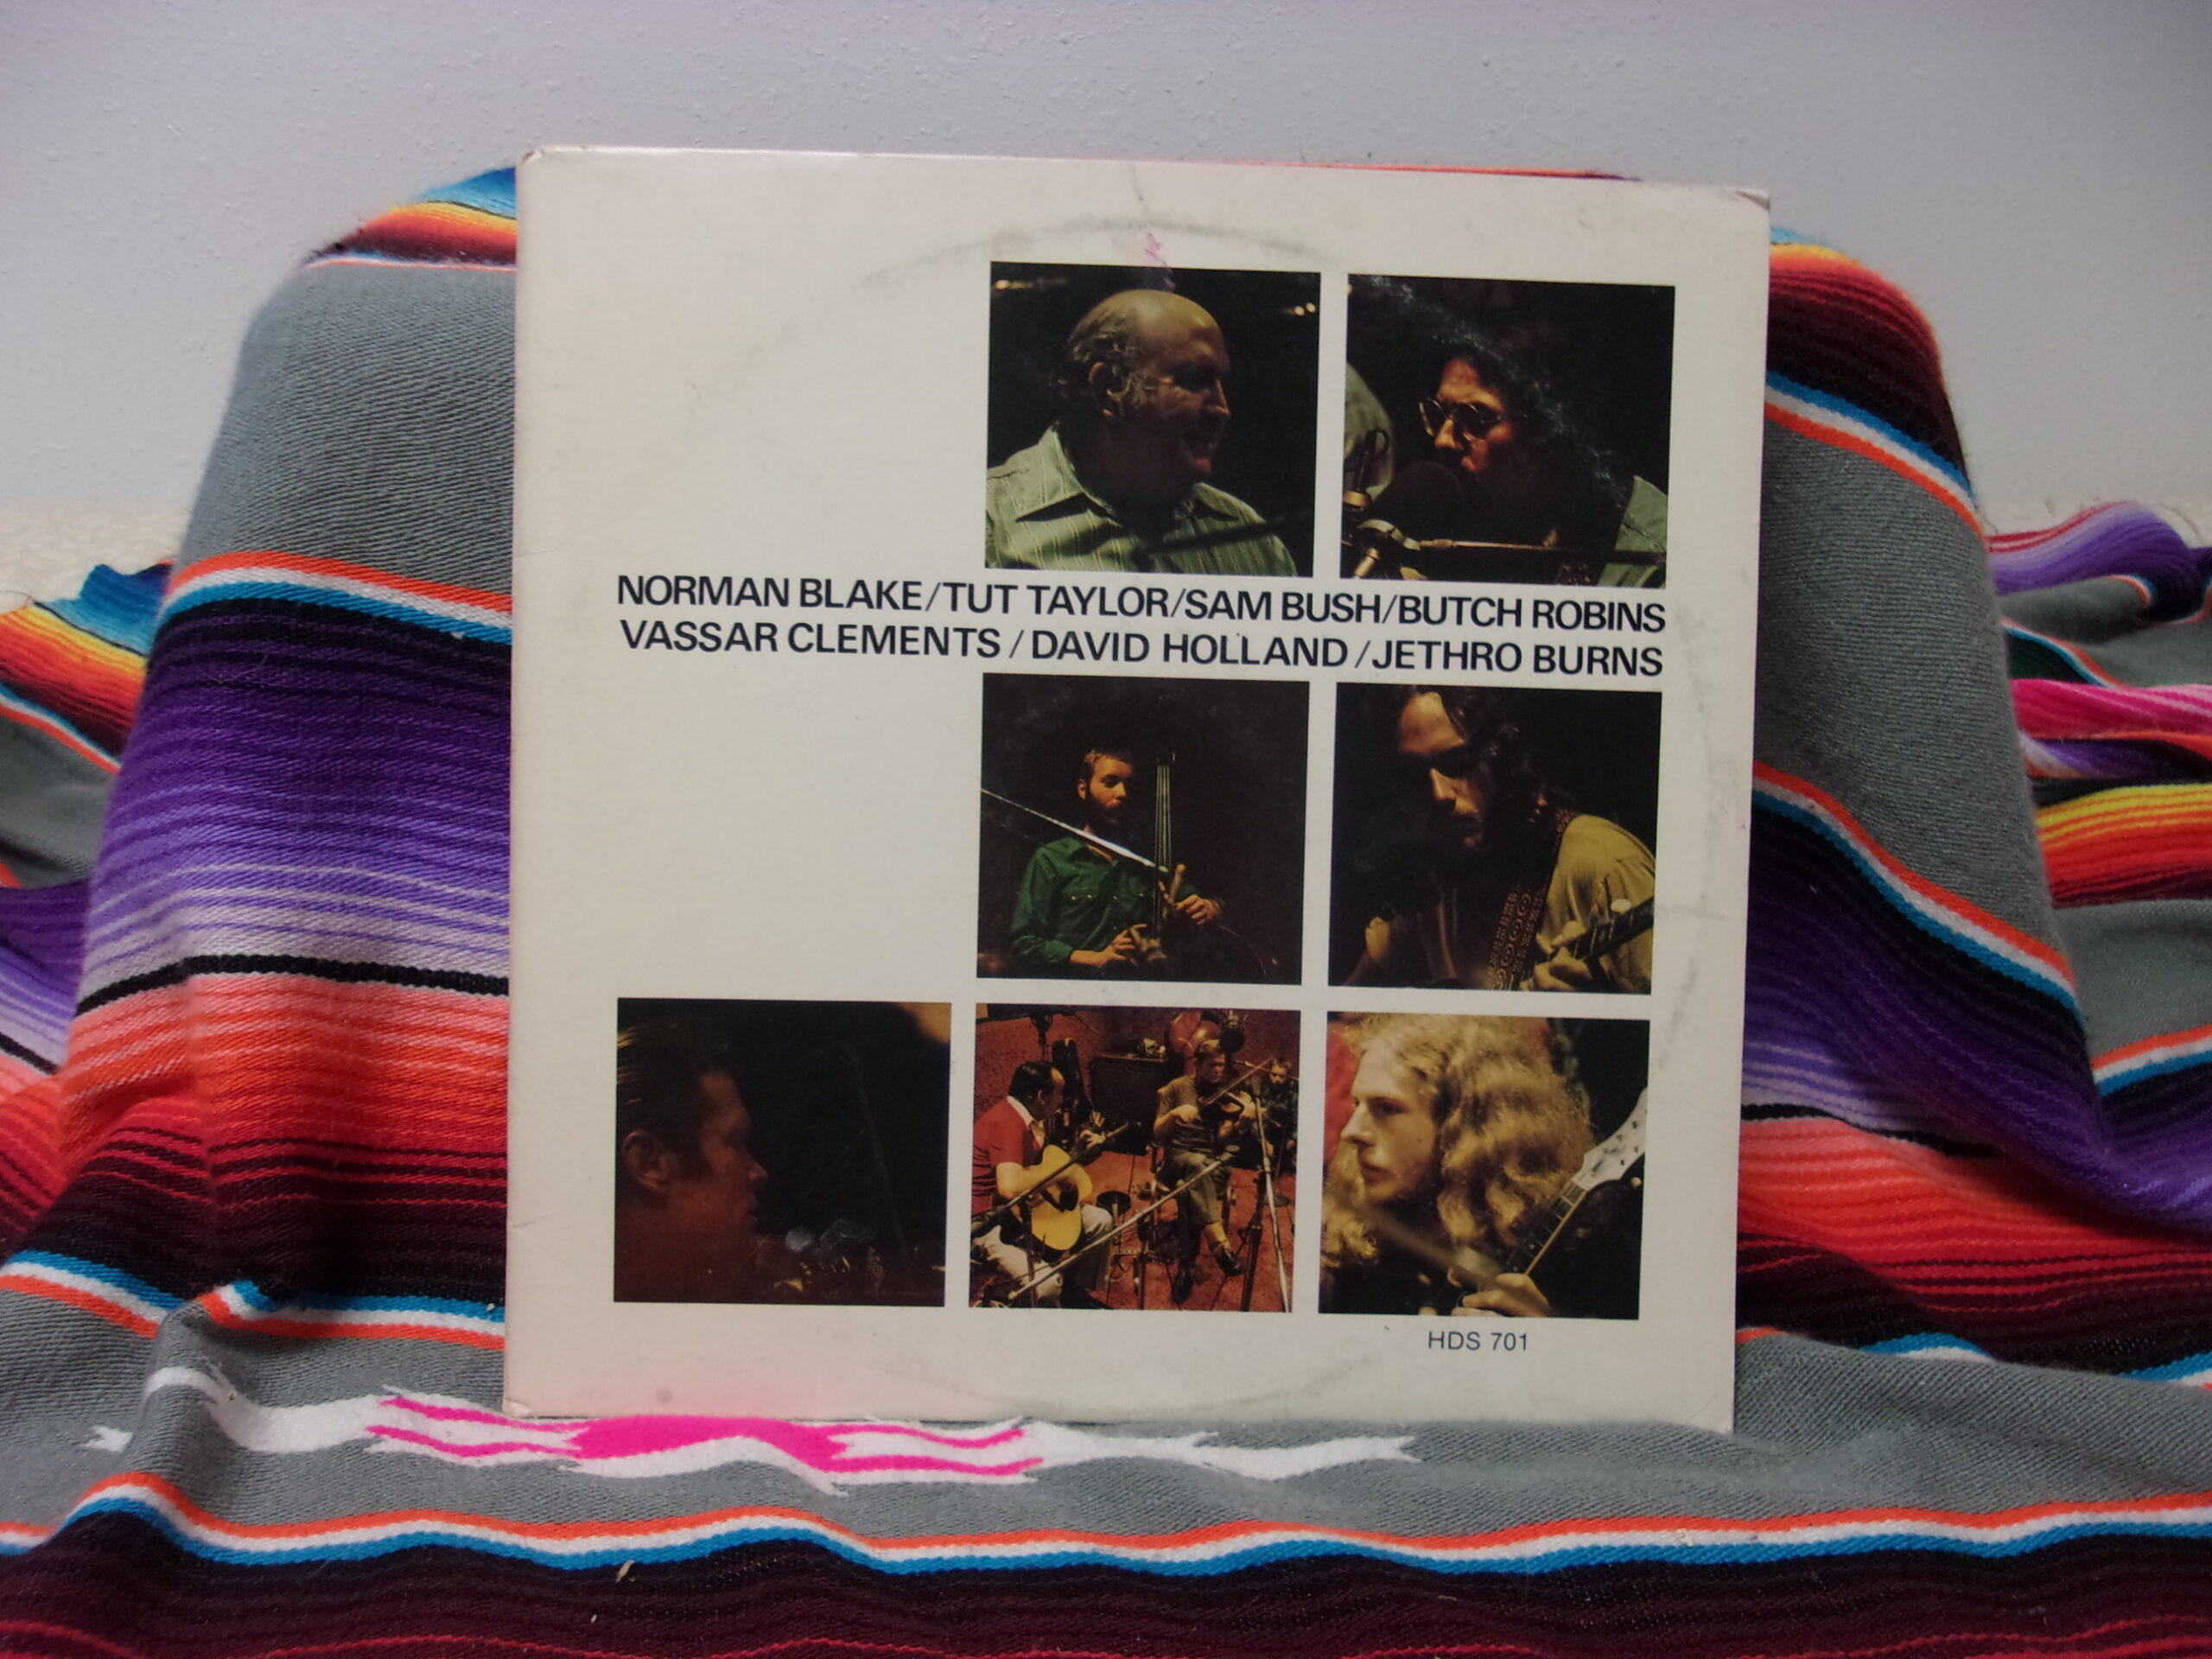 NORMAN BLAKE/TUT TAYLOR/SAM BUSH/BUTCH ROBINS
VASSAR CLEMENTS/DAVID HOLLAND/JETHRO BURNS
HDS 701